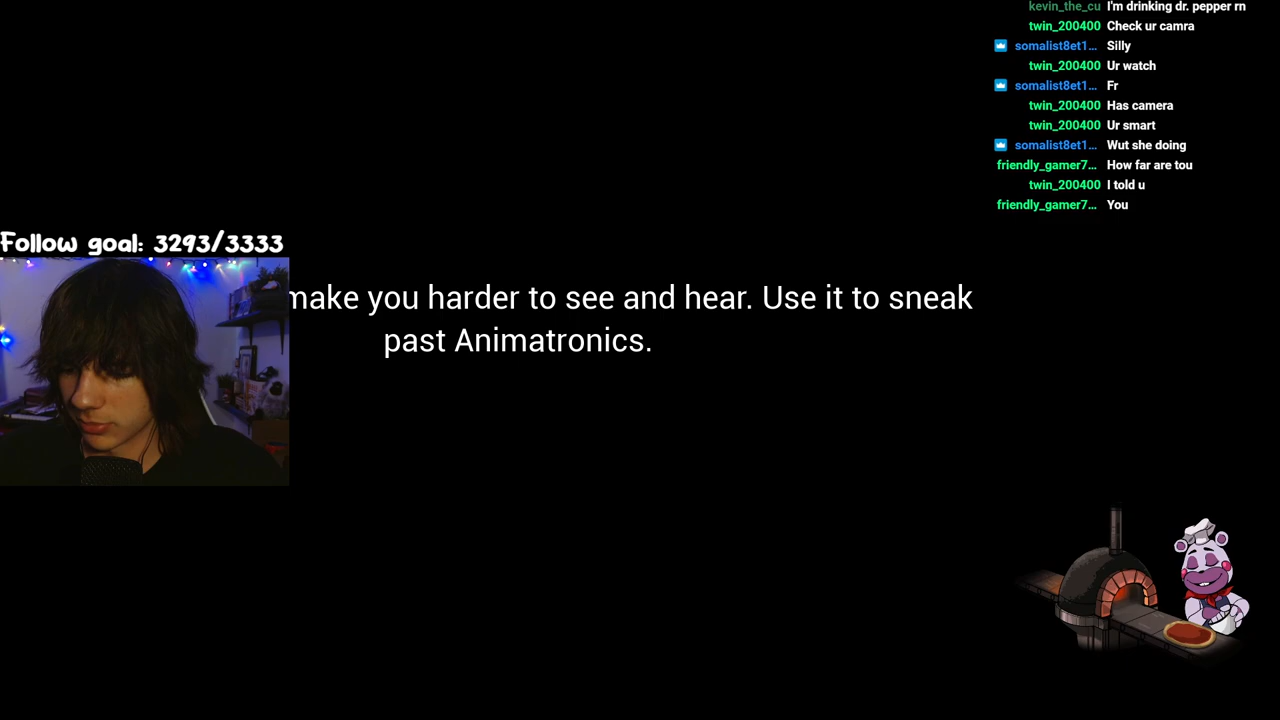 kevin_the_cu I'm drinking dr. pepper rn
twin_200400 Check ur camra
somalist8et1... Silly
twin_200400 Ur watch
somalist8et1... Fr
twin_200400 Has camera
twin_200400 Ur smart
somalist8et1... Wut she doing
friendly_gamer7... How far are tou
twin_200400 I told u
friendly_gamer7... You
Follow goal: 3293/3333
make you harder to see and hear. Use it to sneak
past Animatronics.